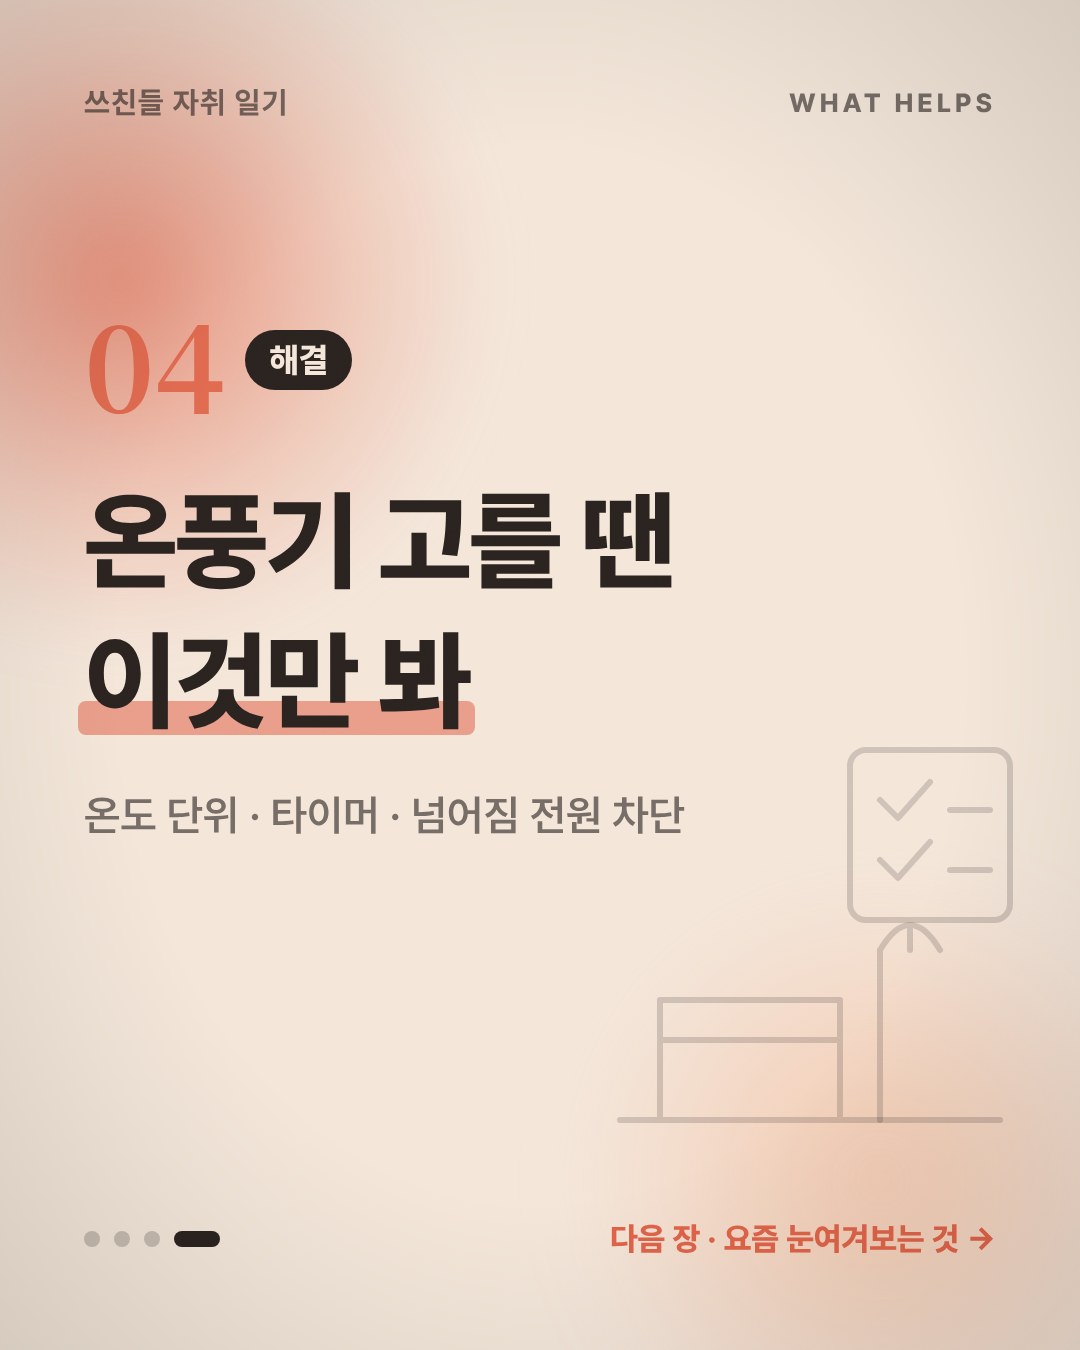 쓰친들 자취 일기
WHAT HELPS
04 해결
온풍기 고를 땐
이것만 봐
온도 단위 · 타이머 · 넘어짐 전원 차단
다음 장 · 요즘 눈여겨보는 것 →